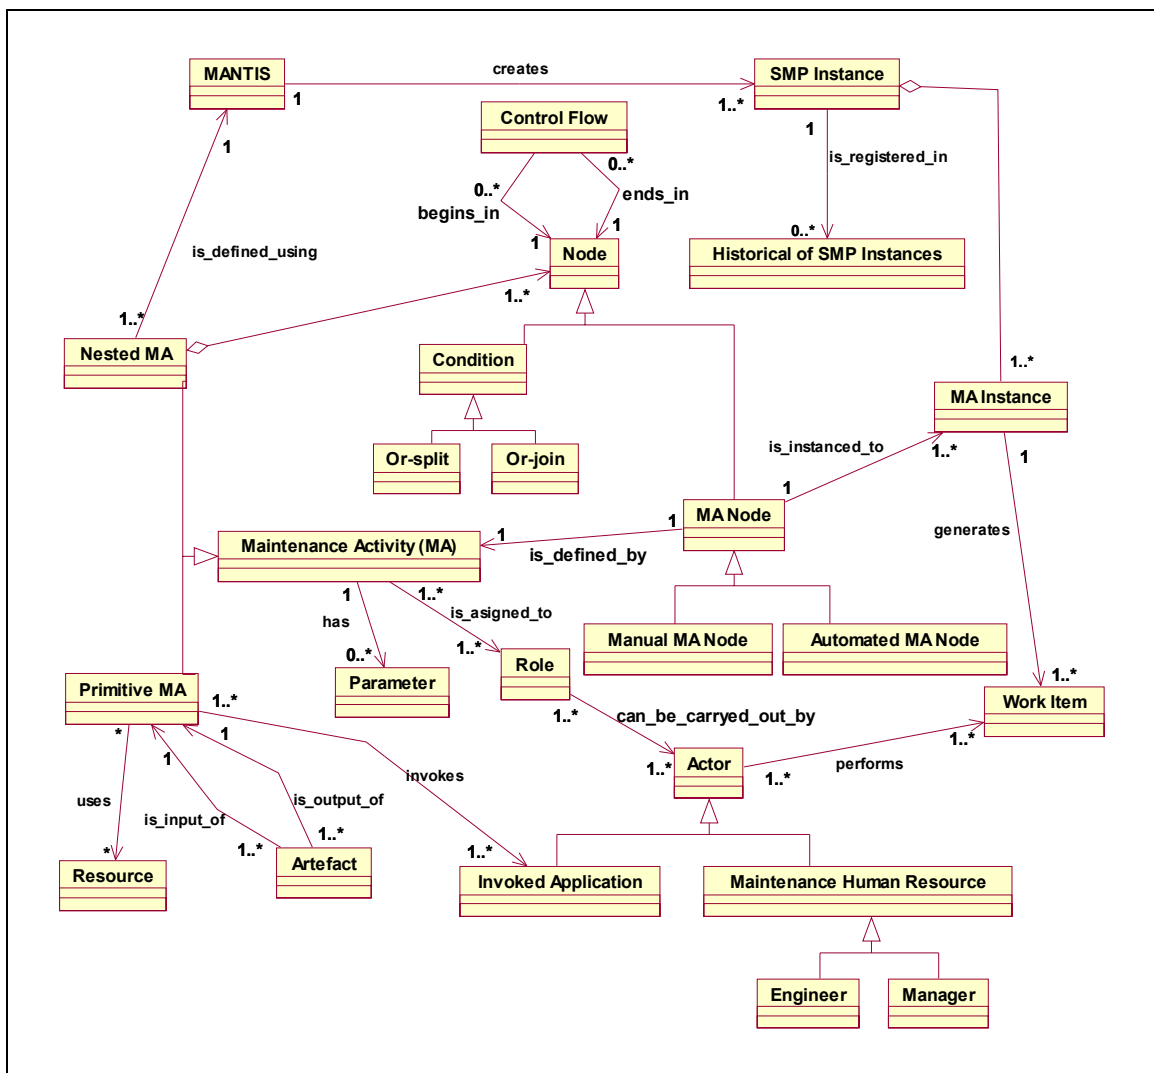 MANTIS
creates
SMP Instance
1
1..*
1
Control Flow
1
is_registered_in
0..*
0..*
ends_in
begins_in
1
1
0..*
is_defined_using
Node
Historical of SMP Instances
1..*
1..*
Nested MA
Condition
1..*
MA Instance
is_instanced_to
1..*
1
Or-split
Or-join
1
MA Node
1
1
generates
Maintenance Activity (MA)
is_defined_by
1
1..*
is_asigned_to
has
Manual MA Node
Automated MA Node
1..*
0..*
Role
Primitive MA
Parameter
1..*
1..*
Work Item
1..*
can_be_carryed_out_by
*
1
1
1..*
Actor
1..*
performs
1..*
invokes
uses
is_output_of
is_input_of
1..*
*
1..*
1..*
Resource
Artefact
Invoked Application
Maintenance Human Resource
Engineer
Manager